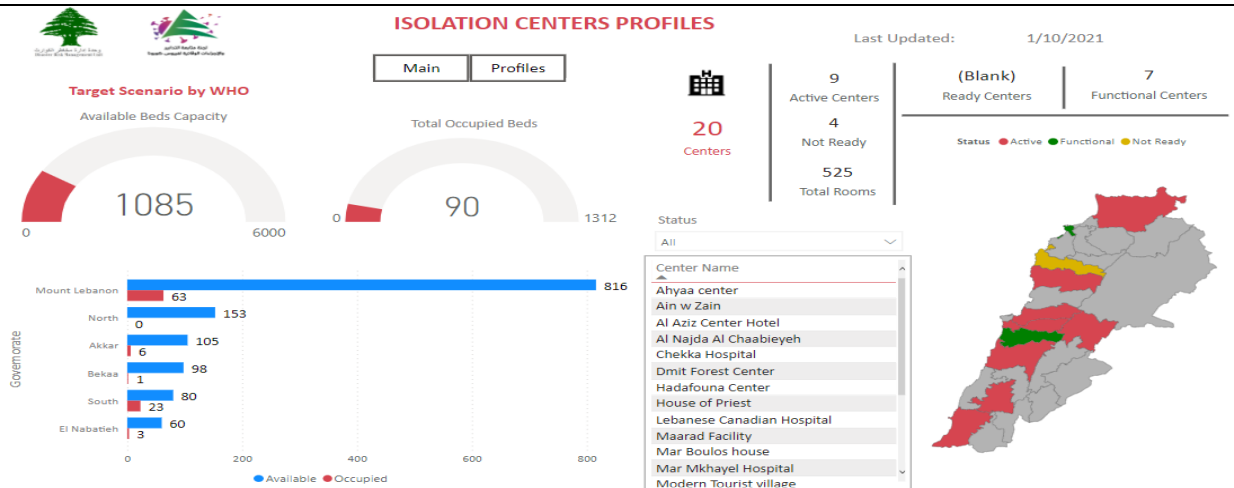 ISOLATION CENTERS PROFILES
Last Updated: 1/10/2021
Main
Profiles
Target Scenario by WHO
Available Beds Capacity
1085
0
6000
Total Occupied Beds
90
0
1312
20
Centers
9
Active Centers
4
Not Ready
525
Total Rooms
(Blank)
Ready Centers
7
Functional Centers
Status Active Functional Not Ready
Status
All
Center Name
Ahyaa center
Ain w Zain
Al Aziz Center Hotel
Al Najda Al Chaabieyeh
Chekka Hospital
Dmit Forest Center
Hadafouna Center
House of Priest
Lebanese Canadian Hospital
Maarad Facility
Mar Boulos house
Mar Mkhayel Hospital
Modern Tourist village
Governorate
Mount Lebanon 816
63
North 153
0
Akkar 105
6
Bekaa 98
1
South 80
23
El Nabatieh 60
3
0 200 400 600 800
Available Occupied